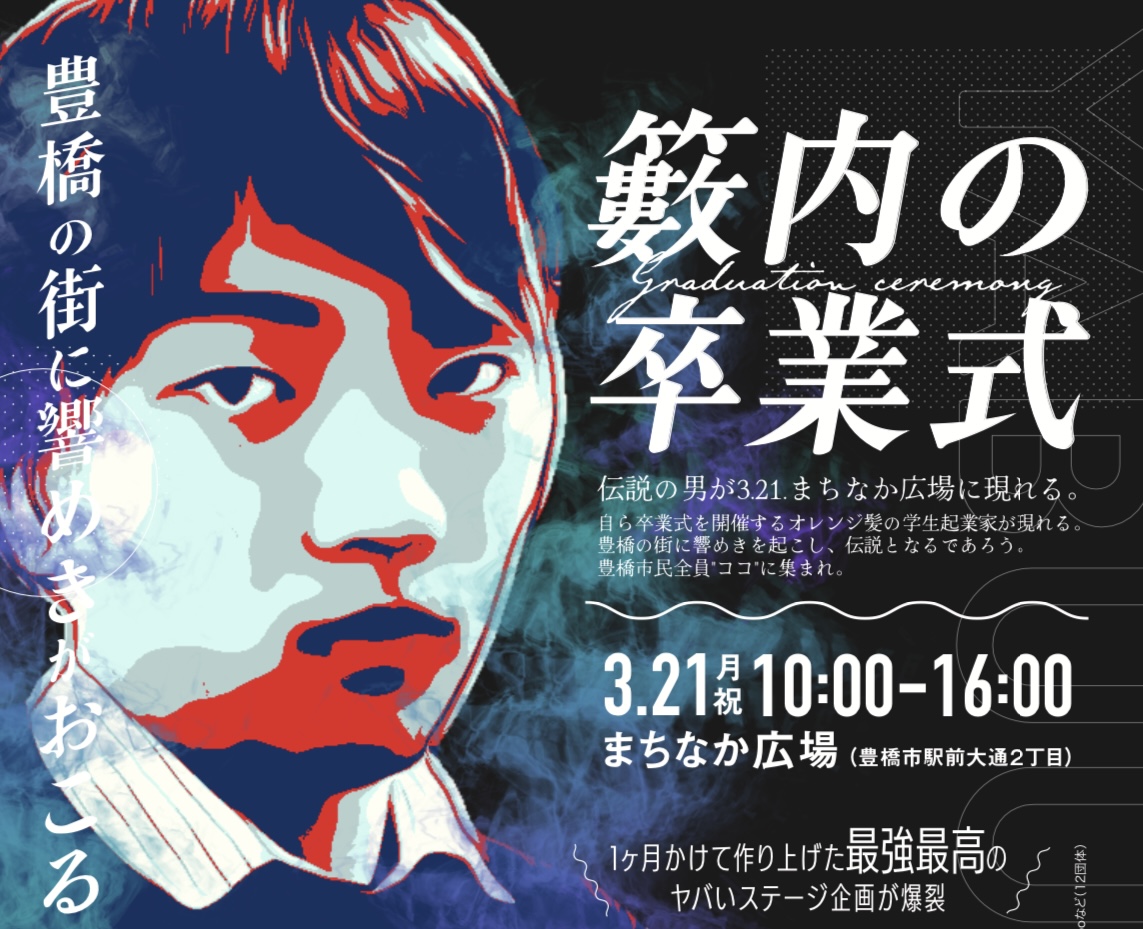 豊橋の街に響めきがおこる
籔内の
Graduation ceremony
卒業式
伝説の男が3.21.まちなか広場に現れる。
自ら卒業式を開催するオレンジ髪の学生起業家が現れる。
豊橋の街に響めきを起こし、伝説となるであろう。
豊橋市民全員"ココ"に集まれ。
3.21月祝 10:00-16:00
まちなか広場(豊橋市駅前大通2丁目)
1ヶ月かけて作り上げた最強最高の
ヤバいステージ企画が爆裂
など(12団体)